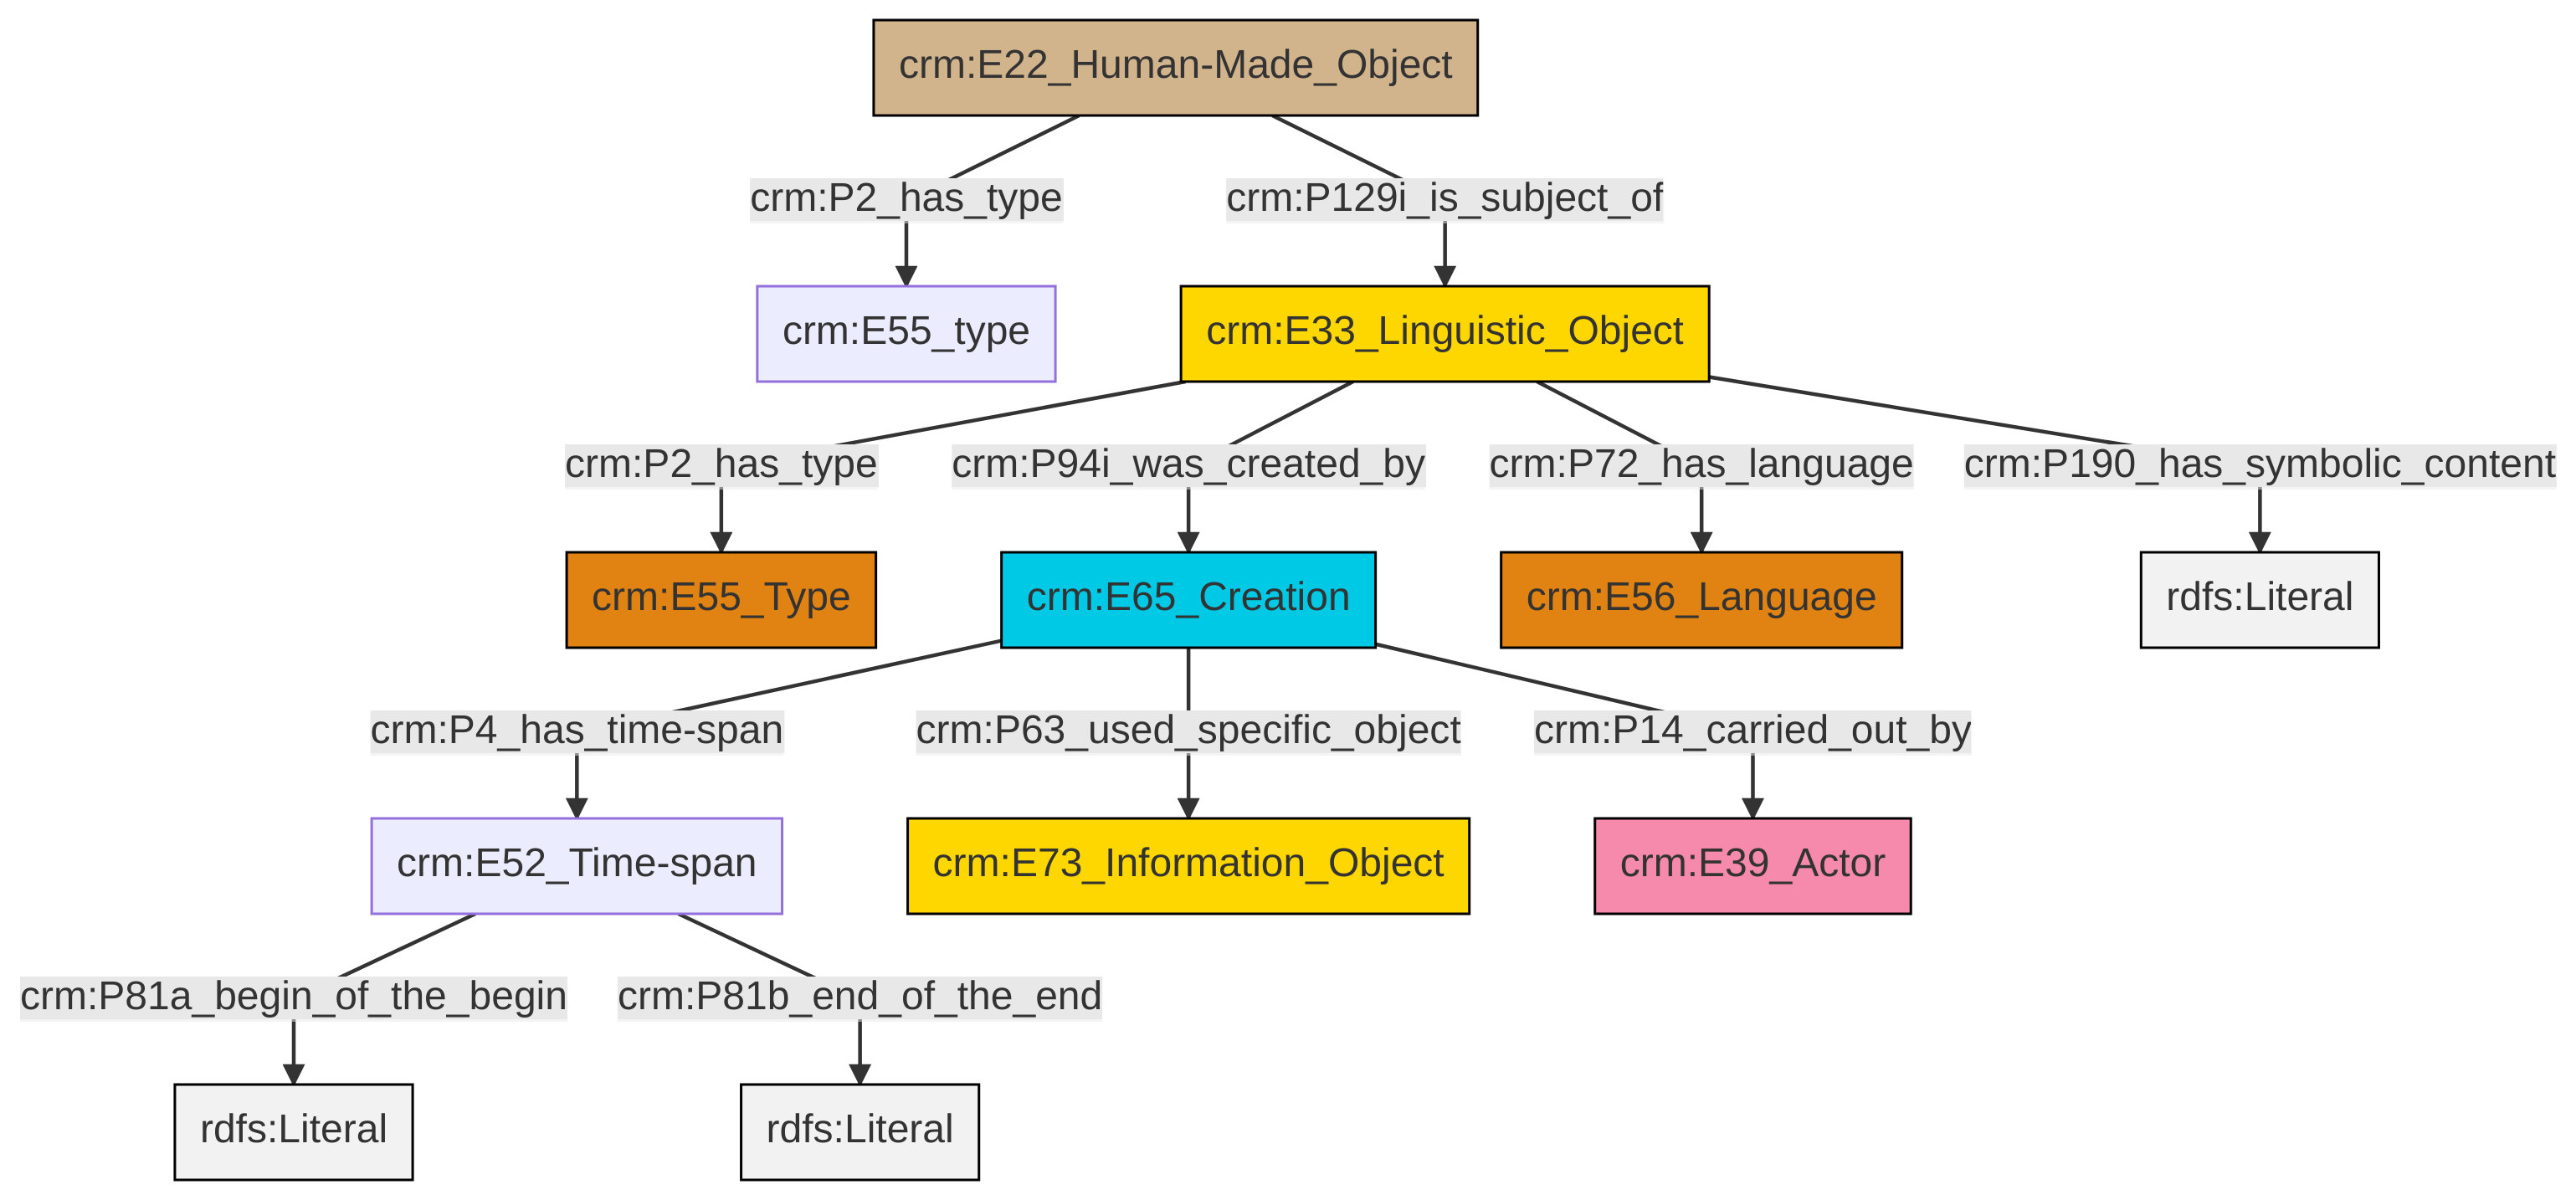 crm:E22_Human-Made_Object
crm:P2_has_type
crm:P129i_is_subject_of
crm:E55_type
crm:E33_Linguistic_Object
crm:P2_has_type
crm:P94i_was_created_by
crm:P72_has_language
crm:P190_has_symbolic_content
crm:E55_Type
crm:E65_Creation
crm:E56_Language
rdfs:Literal
crm:P4_has_time-span
crm:P63_used_specific_object
crm:P14_carried_out_by
crm:E52_Time-span
crm:E73_Information_Object
crm:E39_Actor
crm:P81a_begin_of_the_begin
crm:P81b_end_of_the_end
rdfs:Literal
rdfs:Literal